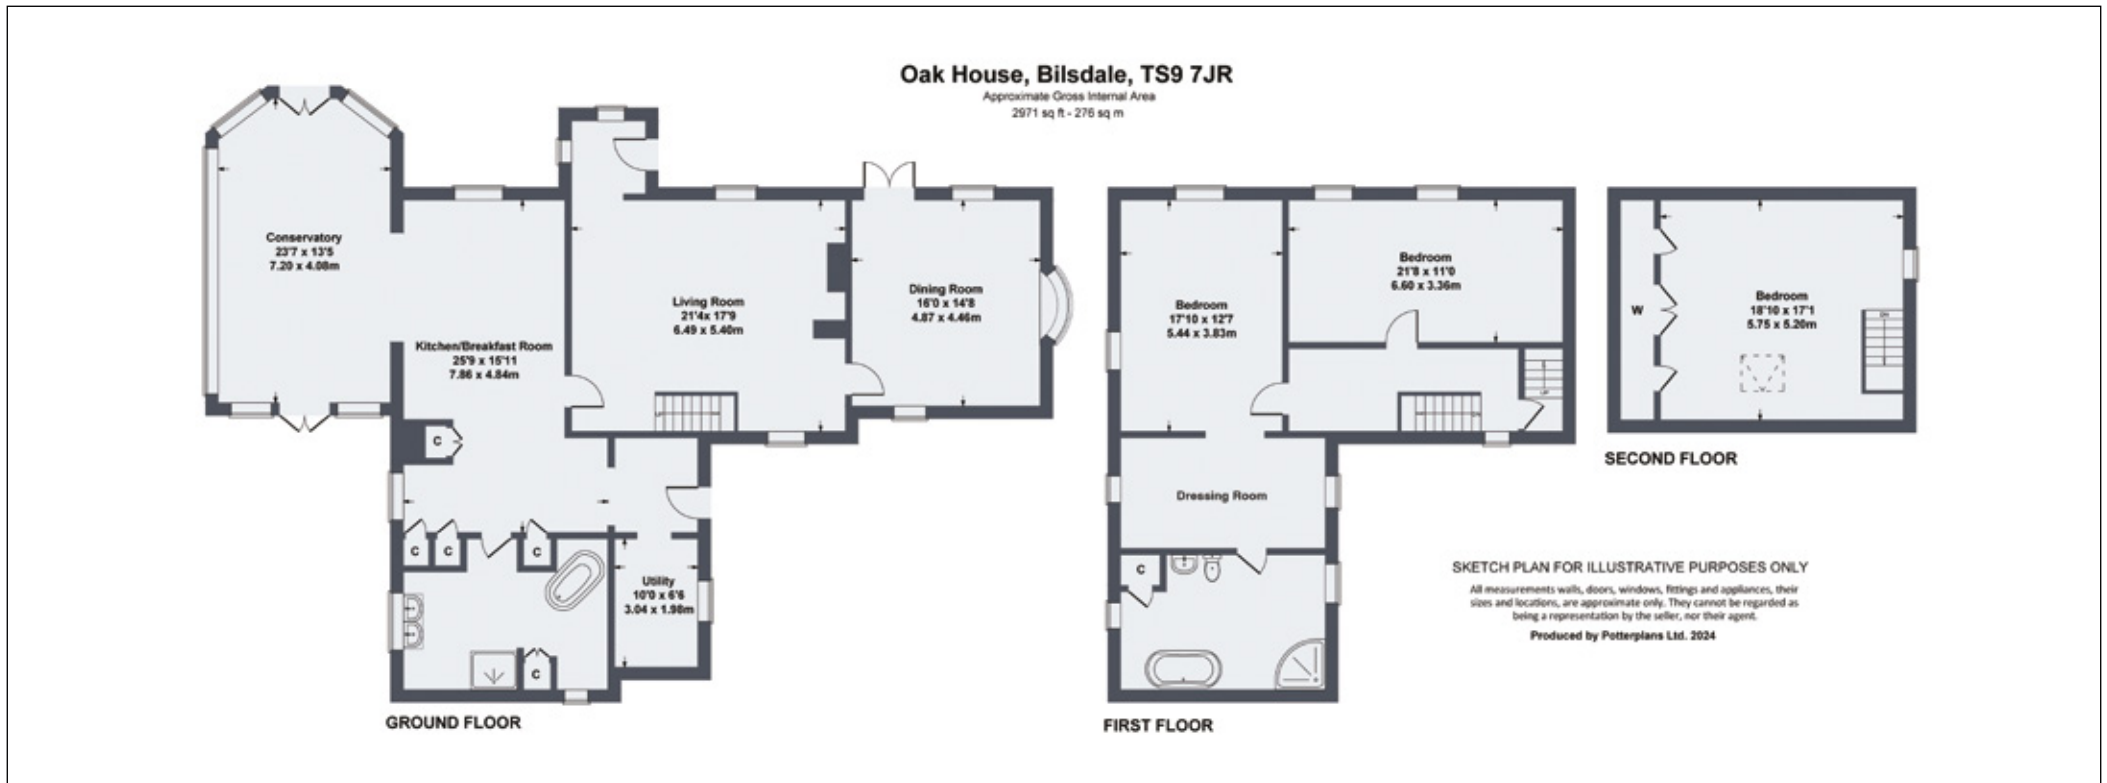 Oak House, Bilsdale, TS9 7JR
Approximate Gross Internal Area
2971 sq ft - 276 sq m
Conservatory
23'7 x 13'5
7.20 x 4.08m
Kitchen/Breakfast Room
25'9 x 15'11
7.86 x 4.84m
Living Room
21'4x 17'9
6.49 x 5.40m
Dining Room
16'0 x 14'8
4.87 x 4.46m
C
C
C
C
C
Utility
10'0 x 6'6
3.04 x 1.98m
GROUND FLOOR
Bedroom
17'10 x 12'7
5.44 x 3.83m
Bedroom
21'8 x 11'0
6.60 x 3.36m
UP
Dressing Room
C
FIRST FLOOR
W
Bedroom
18'10 x 17'1
5.75 x 5.20m
DN
SECOND FLOOR
SKETCH PLAN FOR ILLUSTRATIVE PURPOSES ONLY
All measurements walls, doors, windows, fittings and appliances, their
sizes and locations, are approximate only. They cannot be regarded as
being a representation by the seller, nor their agent.
Produced by Potterplans Ltd. 2024